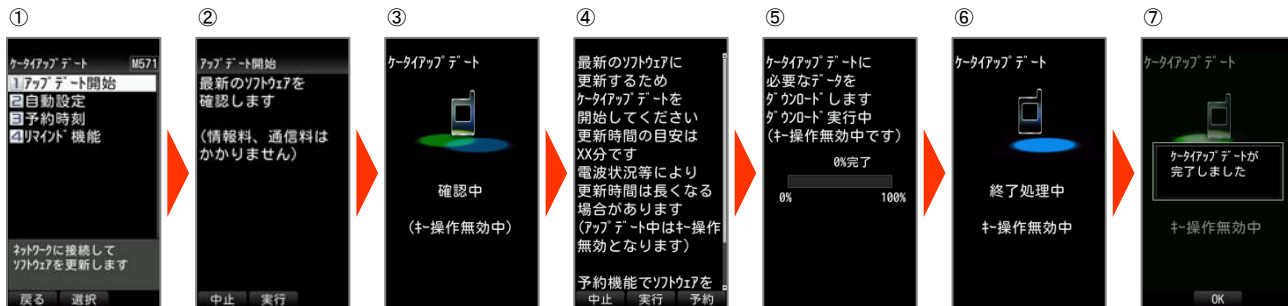 ①
ｹｰﾀｲｱｯﾌﾟﾃﾞｰﾄ M571
1ｱｯﾌﾟﾃﾞｰﾄ開始
2自動設定
3予約時刻
4ﾘﾏｲﾝﾄﾞ機能
ﾈｯﾄﾜｰｸに接続して
ｿﾌﾄｳｪｱを更新します
戻る 選択
②
ｱｯﾌﾟﾃﾞｰﾄ開始
最新のｿﾌﾄｳｪｱを
確認します
(情報料、通信料は
かかりません)
中止 実行
③
ｹｰﾀｲｱｯﾌﾟﾃﾞｰﾄ
確認中
(ｷｰ操作無効中)
④
最新のｿﾌﾄｳｪｱに
更新するため
ｹｰﾀｲｱｯﾌﾟﾃﾞｰﾄを
開始してください
更新時間の目安は
XX分です
電波状況等により
更新時間は長くなる
場合があります
(ｱｯﾌﾟﾃﾞｰﾄ中はｷｰ操作
無効となります)
予約機能でｿﾌﾄｳｪｱを
中止 実行 予約
⑤
ｹｰﾀｲｱｯﾌﾟﾃﾞｰﾄに
必要なﾃﾞｰﾀを
ﾀﾞｳﾝﾛｰﾄﾞします
ﾀﾞｳﾝﾛｰﾄﾞ実行中
(ｷｰ操作無効中です)
0%完了
0% 100%
⑥
ｹｰﾀｲｱｯﾌﾟﾃﾞｰﾄ
終了処理中
ｷｰ操作無効中
⑦
ｹｰﾀｲｱｯﾌﾟﾃﾞｰﾄ
ｹｰﾀｲｱｯﾌﾟﾃﾞｰﾄが
完了しました
ｷｰ操作無効中
OK